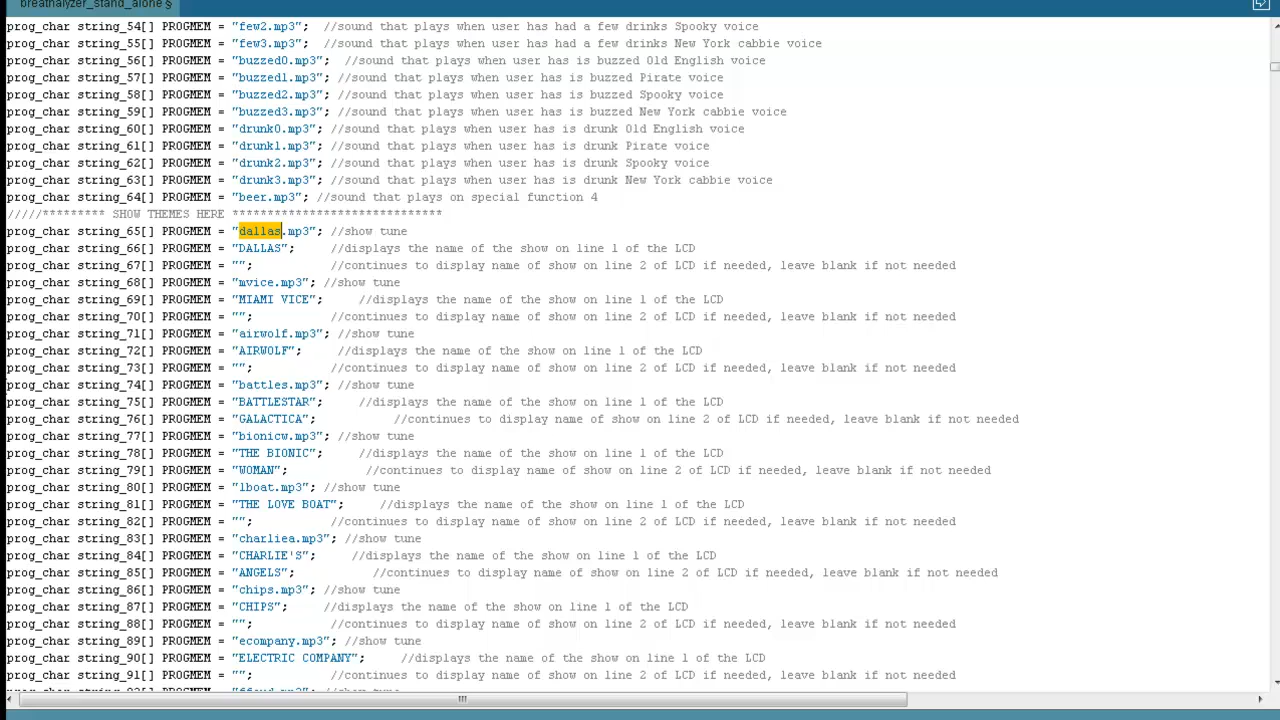 breathalyzer_stand_alone §
prog_char string_54[] PROGMEM = "few2.mp3";  //sound that plays when user has had a few drinks Spooky voice
prog_char string_55[] PROGMEM = "few3.mp3";  //sound that plays when user has had a few drinks New York cabbie voice
prog_char string_56[] PROGMEM = "buzzed0.mp3";  //sound that plays when user has is buzzed Old English voice
prog_char string_57[] PROGMEM = "buzzed1.mp3"; //sound that plays when user has is buzzed Pirate voice
prog_char string_58[] PROGMEM = "buzzed2.mp3"; //sound that plays when user has is buzzed Spooky voice
prog_char string_59[] PROGMEM = "buzzed3.mp3"; //sound that plays when user has is buzzed New York cabbie voice
prog_char string_60[] PROGMEM = "drunk0.mp3"; //sound that plays when user has is drunk Old English voice
prog_char string_61[] PROGMEM = "drunk1.mp3"; //sound that plays when user has is drunk Pirate voice
prog_char string_62[] PROGMEM = "drunk2.mp3"; //sound that plays when user has is drunk Spooky voice
prog_char string_63[] PROGMEM = "drunk3.mp3"; //sound that plays when user has is drunk New York cabbie voice
prog_char string_64[] PROGMEM = "beer.mp3"; //sound that plays on special function 4
/////********* SHOW THEMES HERE ******************************
prog_char string_65[] PROGMEM = "dallas.mp3"; //show tune
prog_char string_66[] PROGMEM = "DALLAS";     //displays the name of the show on line 1 of the LCD
prog_char string_67[] PROGMEM = "";           //continues to display name of show on line 2 of LCD if needed, leave blank if not needed
prog_char string_68[] PROGMEM = "mvice.mp3"; //show tune
prog_char string_69[] PROGMEM = "MIAMI VICE";     //displays the name of the show on line 1 of the LCD
prog_char string_70[] PROGMEM = "";           //continues to display name of show on line 2 of LCD if needed, leave blank if not needed
prog_char string_71[] PROGMEM = "airwolf.mp3"; //show tune
prog_char string_72[] PROGMEM = "AIRWOLF";     //displays the name of the show on line 1 of the LCD
prog_char string_73[] PROGMEM = "";           //continues to display name of show on line 2 of LCD if needed, leave blank if not needed
prog_char string_74[] PROGMEM = "battles.mp3"; //show tune
prog_char string_75[] PROGMEM = "BATTLESTAR";     //displays the name of the show on line 1 of the LCD
prog_char string_76[] PROGMEM = "GALACTICA";           //continues to display name of show on line 2 of LCD if needed, leave blank if not needed
prog_char string_77[] PROGMEM = "bionicw.mp3"; //show tune
prog_char string_78[] PROGMEM = "THE BIONIC";     //displays the name of the show on line 1 of the LCD
prog_char string_79[] PROGMEM = "WOMAN";           //continues to display name of show on line 2 of LCD if needed, leave blank if not needed
prog_char string_80[] PROGMEM = "lboat.mp3"; //show tune
prog_char string_81[] PROGMEM = "THE LOVE BOAT";     //displays the name of the show on line 1 of the LCD
prog_char string_82[] PROGMEM = "";           //continues to display name of show on line 2 of LCD if needed, leave blank if not needed
prog_char string_83[] PROGMEM = "charliea.mp3"; //show tune
prog_char string_84[] PROGMEM = "CHARLIE'S";     //displays the name of the show on line 1 of the LCD
prog_char string_85[] PROGMEM = "ANGELS";           //continues to display name of show on line 2 of LCD if needed, leave blank if not needed
prog_char string_86[] PROGMEM = "chips.mp3"; //show tune
prog_char string_87[] PROGMEM = "CHIPS";     //displays the name of the show on line 1 of the LCD
prog_char string_88[] PROGMEM = "";           //continues to display name of show on line 2 of LCD if needed, leave blank if not needed
prog_char string_89[] PROGMEM = "ecompany.mp3"; //show tune
prog_char string_90[] PROGMEM = "ELECTRIC COMPANY";     //displays the name of the show on line 1 of the LCD
prog_char string_91[] PROGMEM = "";           //continues to display name of show on line 2 of LCD if needed, leave blank if not needed